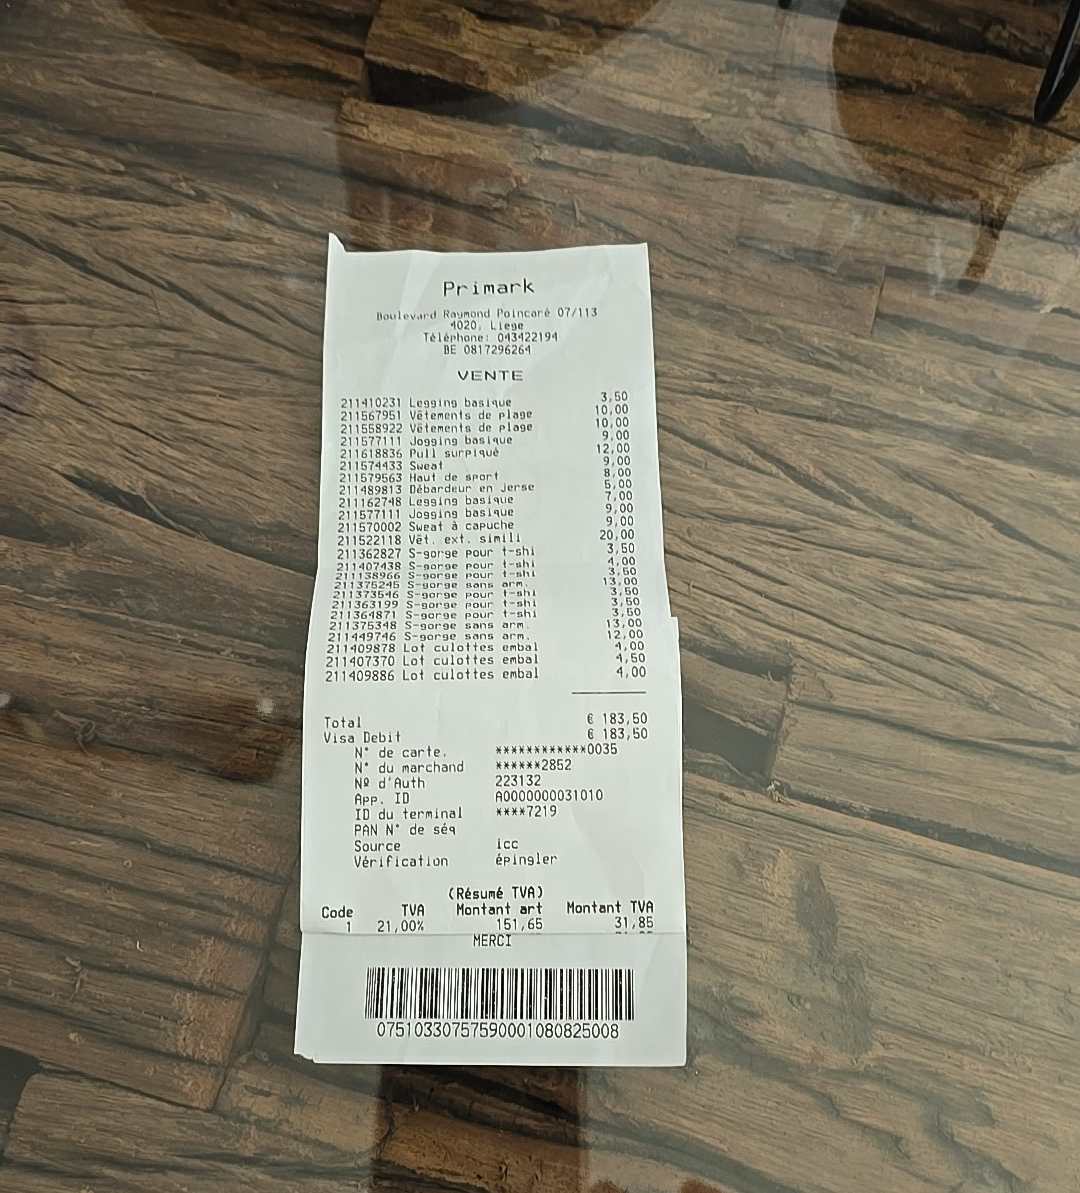 Primark
Boulevard Raymond Poincaré 07/113
4020, Liege
Téléphone: 043422194
BE 0817296264
VENTE
211410231 Legging basique 3,50
211567951 Vêtements de plage 10,00
211558922 Vêtements de plage 10,00
211577111 Jogging basique 9,00
211618836 Pull surpiqué 12,00
211574433 Sweat 9,00
211579563 Haut de sport 8,00
211489813 Débardeur en Jerse 5,00
211162748 Legging basique 7,00
211577111 Jogging basique 9,00
211570002 Sweat à capuche 9,00
211522118 Vêt. ext. simili 20,00
211362827 S-gorge pour t-shi 3,50
211407438 S-gorge pour t-shi 4,00
211138966 S-gorge pour t-shi 3,50
211375245 S-gorge sans arm. 13,00
211373546 S-gorge pour t-shi 3,50
211363199 S-gorge pour t-shi 3,50
211364871 S-gorge pour t-shi 3,50
211375348 S-gorge sans arm. 13,00
211449746 S-gorge sans arm. 12,00
211409878 Lot culottes embal 4,00
211407370 Lot culottes embal 4,50
211409886 Lot culottes embal 4,00
Total € 183,50
Visa Debit € 183,50
N° de carte. ************0035
N° du marchand ******2852
Nº d'Auth 223132
App. ID A0000000031010
ID du terminal ****7219
PAN N° de séq
Source icc
Vérification épingler
(Résumé TVA)
Code TVA Montant art Montant TVA
1 21,00% 151,65 31,85
MERCI
07510330757590001080825008